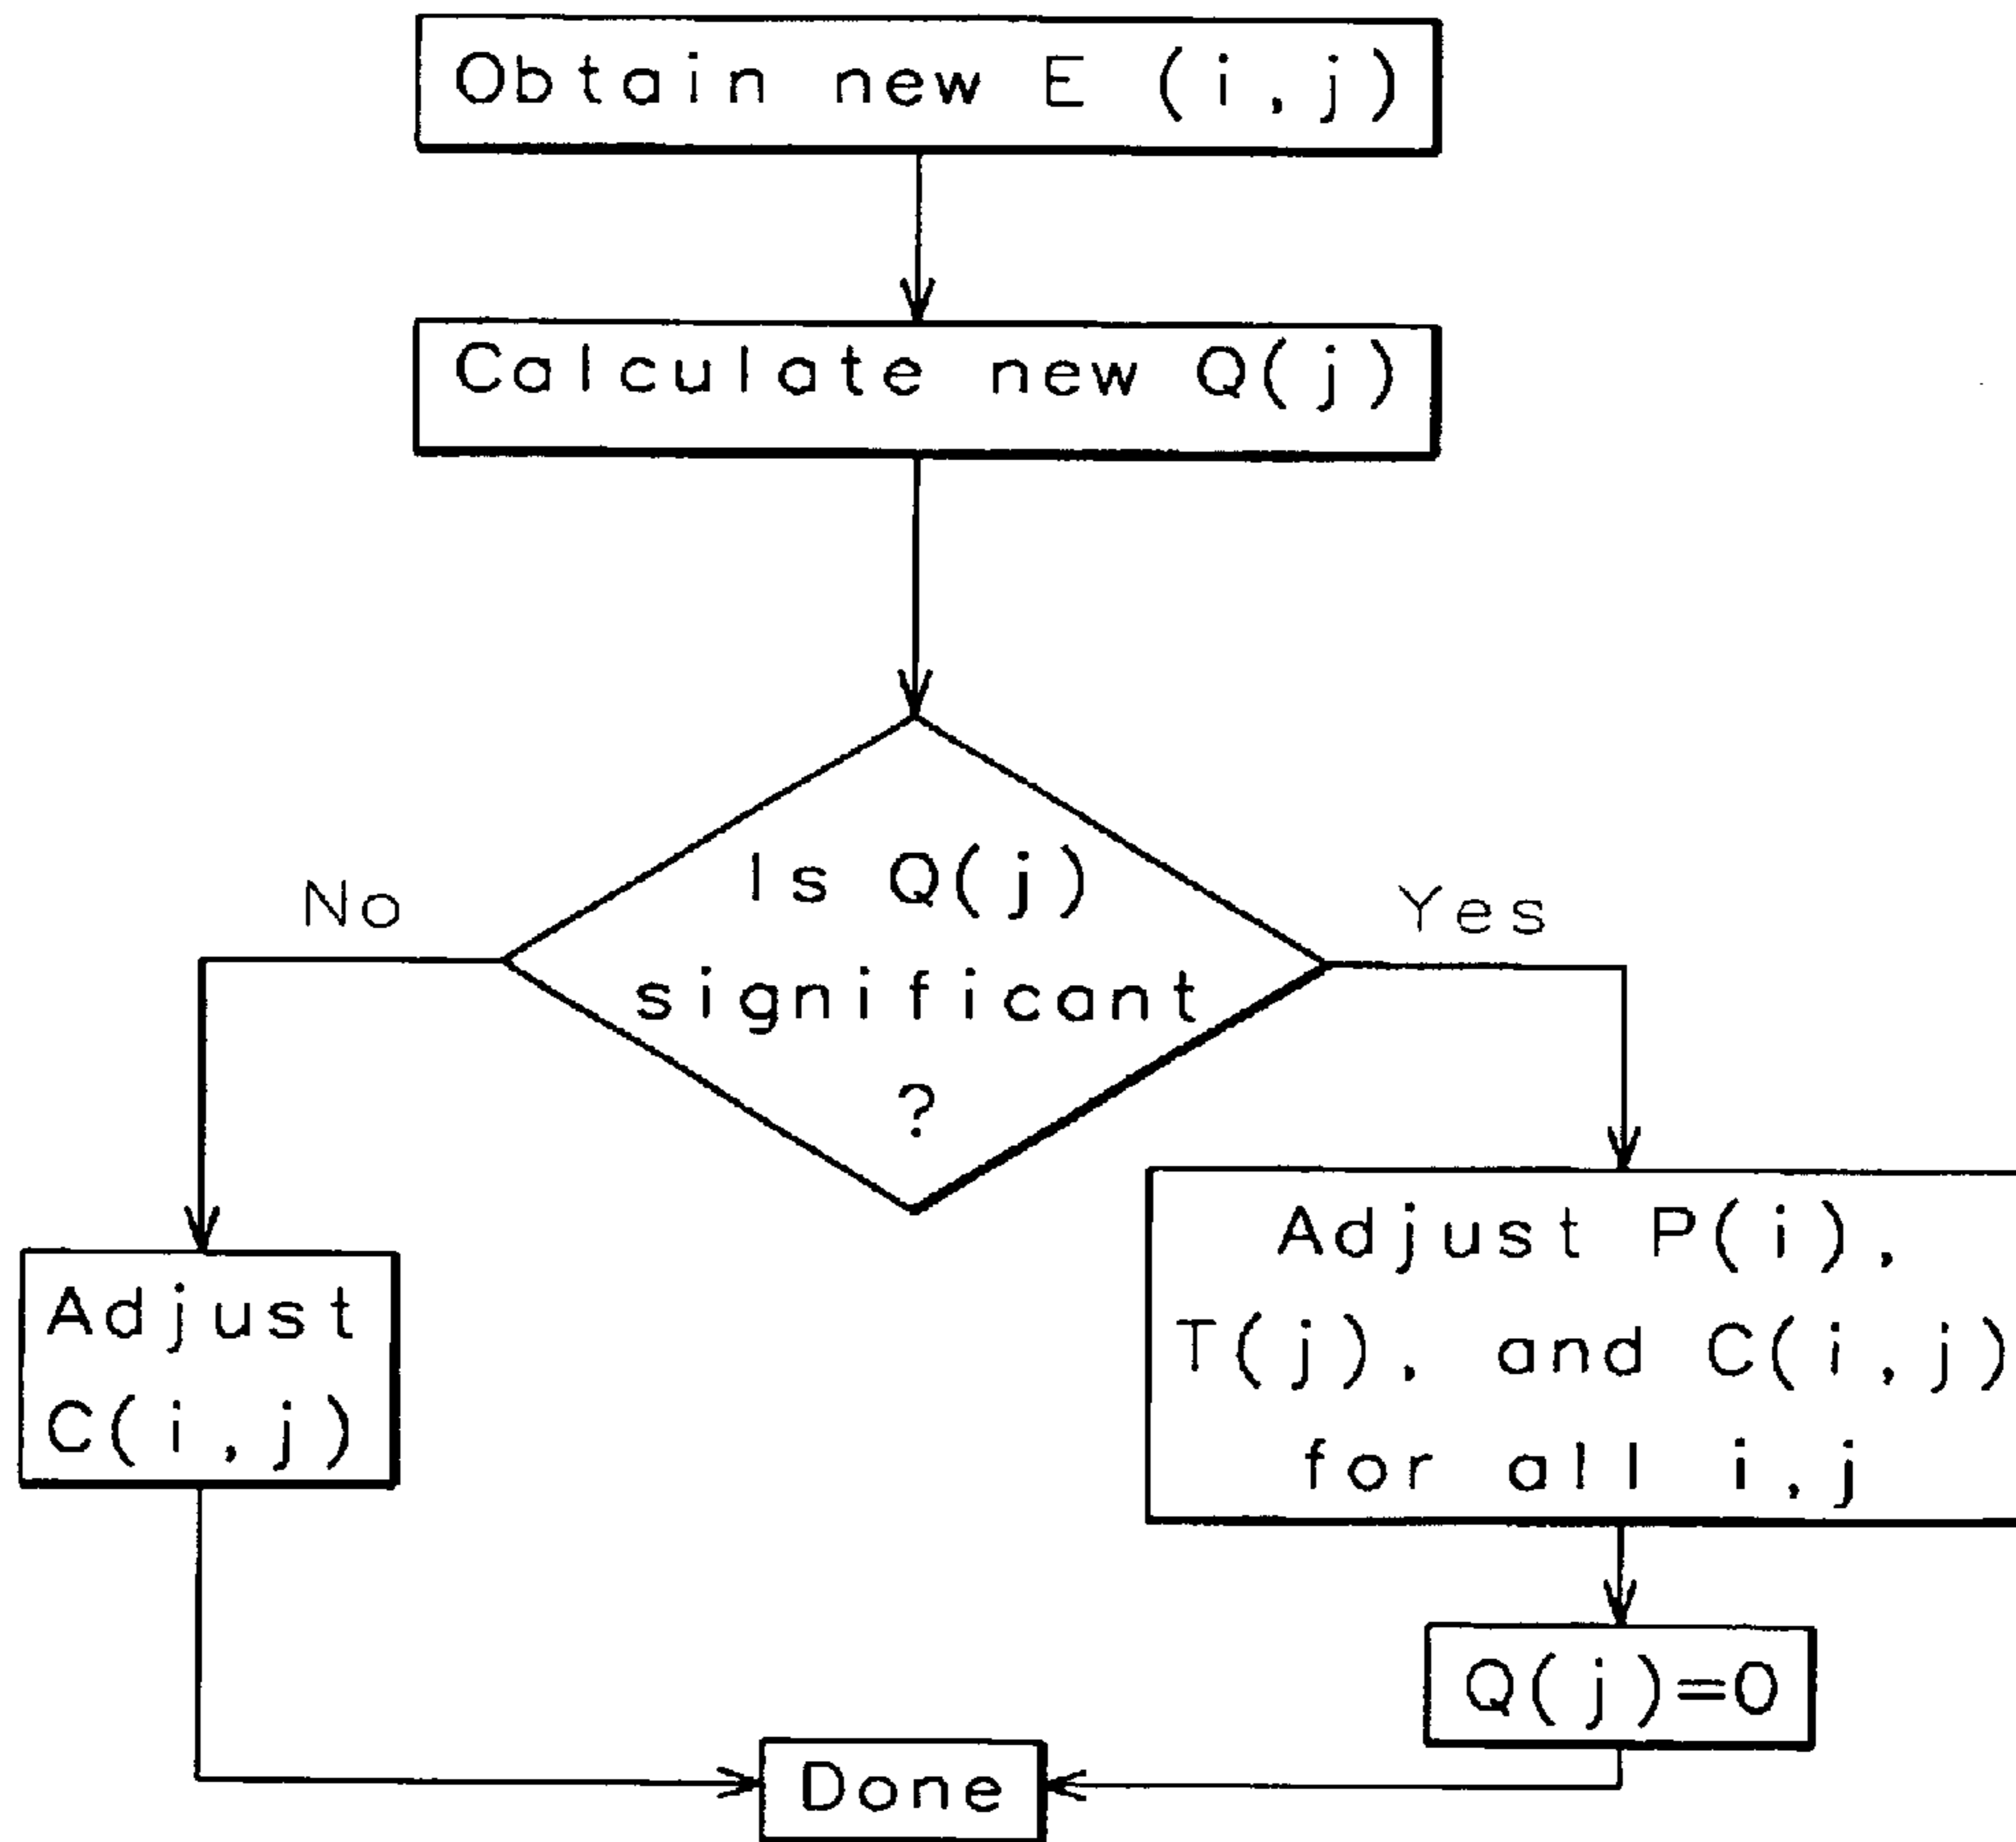 Obtain new E (i,j)
Calculate new Q(j)
Is Q(j)
significant
?
No
Yes
Adjust
C(i,j)
Adjust P(i),
T(j), and C(i,j)
for all i,j
Q(j)=0
Done